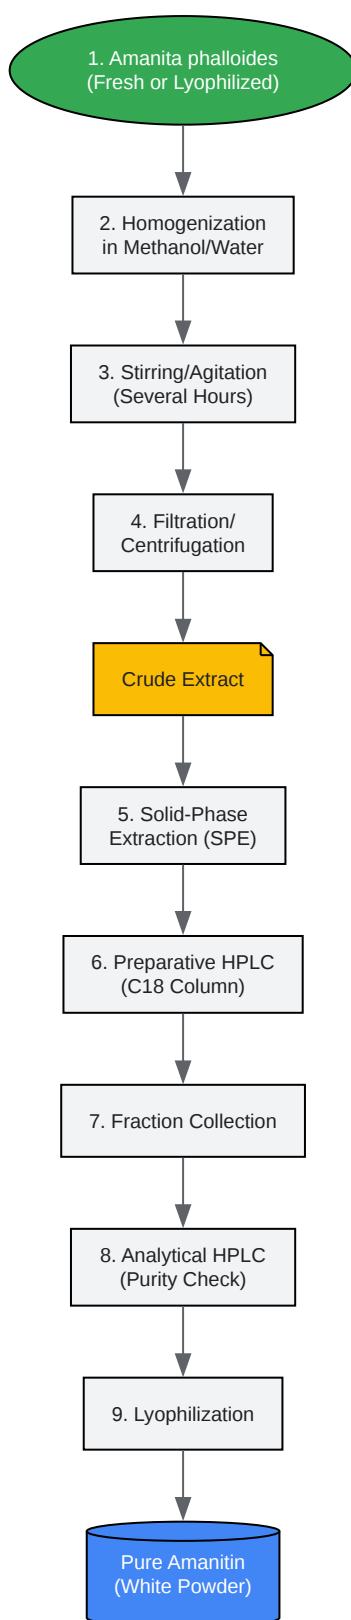 1. Amanita phalloides
(Fresh or Lyophilized)
2. Homogenization
in Methanol/Water
3. Stirring/Agitation
(Several Hours)
4. Filtration/
Centrifugation
Crude Extract
5. Solid-Phase
Extraction (SPE)
6. Preparative HPLC
(C18 Column)
7. Fraction Collection
8. Analytical HPLC
(Purity Check)
9. Lyophilization
Pure Amanitin
(White Powder)